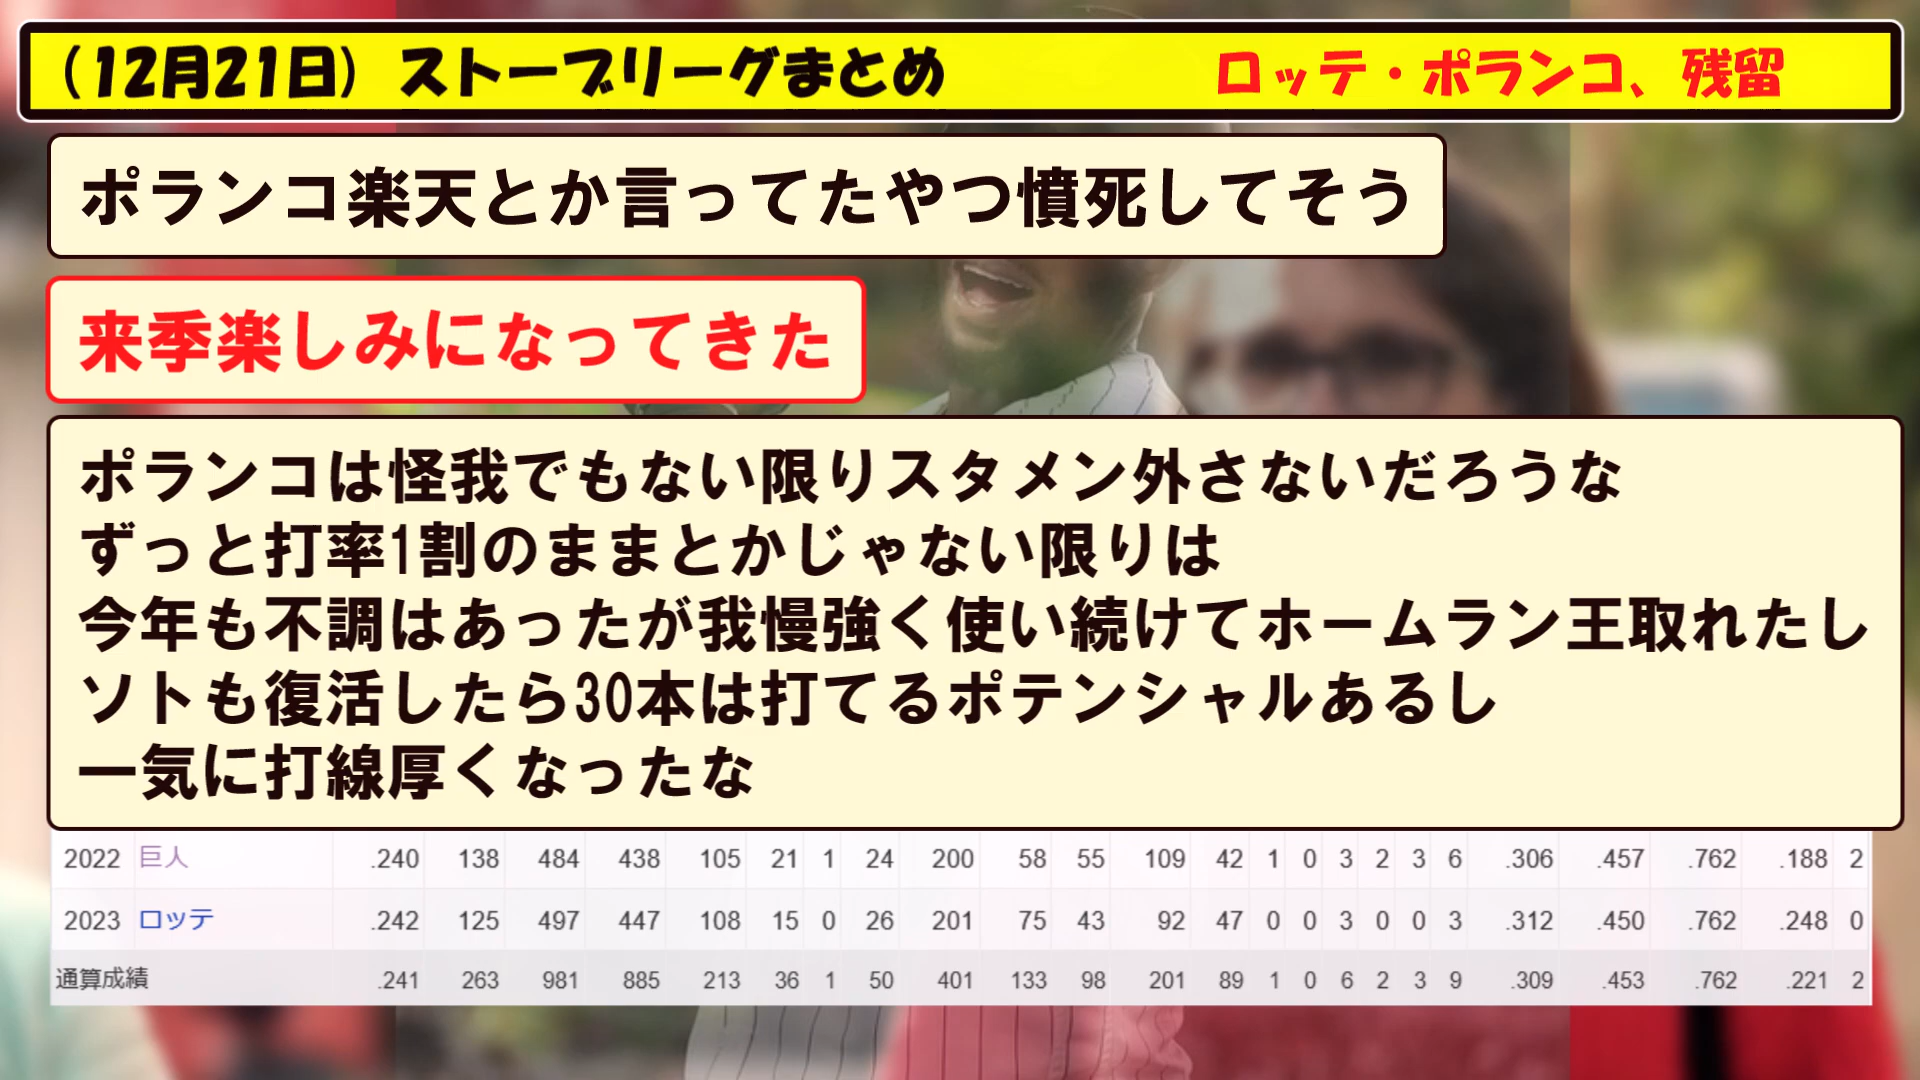 (12月21日) ストーブリーグまとめ ロッテ・ポランコ、残留
ポランコ楽天とか言ってたやつ憤死してそう
来季楽しみになってきた
ポランコは怪我でもない限りスタメン外さないだろうな
ずっと打率1割のままとかじゃない限りは
今年も不調はあったが我慢強く使い続けてホームラン王取れたし
ソトも復活したら30本は打てるポテンシャルあるし
一気に打線厚くなったな
2022 巨人 .240 138 484 438 105 21 1 24 200 58 55 109 42 1 0 3 2 3 6 .306 .457 .762 .188 2
2023 ロッテ .242 125 497 447 108 15 0 26 201 75 43 92 47 0 0 3 0 0 3 .312 .450 .762 .248 0
通算成績 .241 263 981 885 213 36 1 50 401 133 98 201 89 1 0 6 2 3 9 .309 .453 .762 .221 2